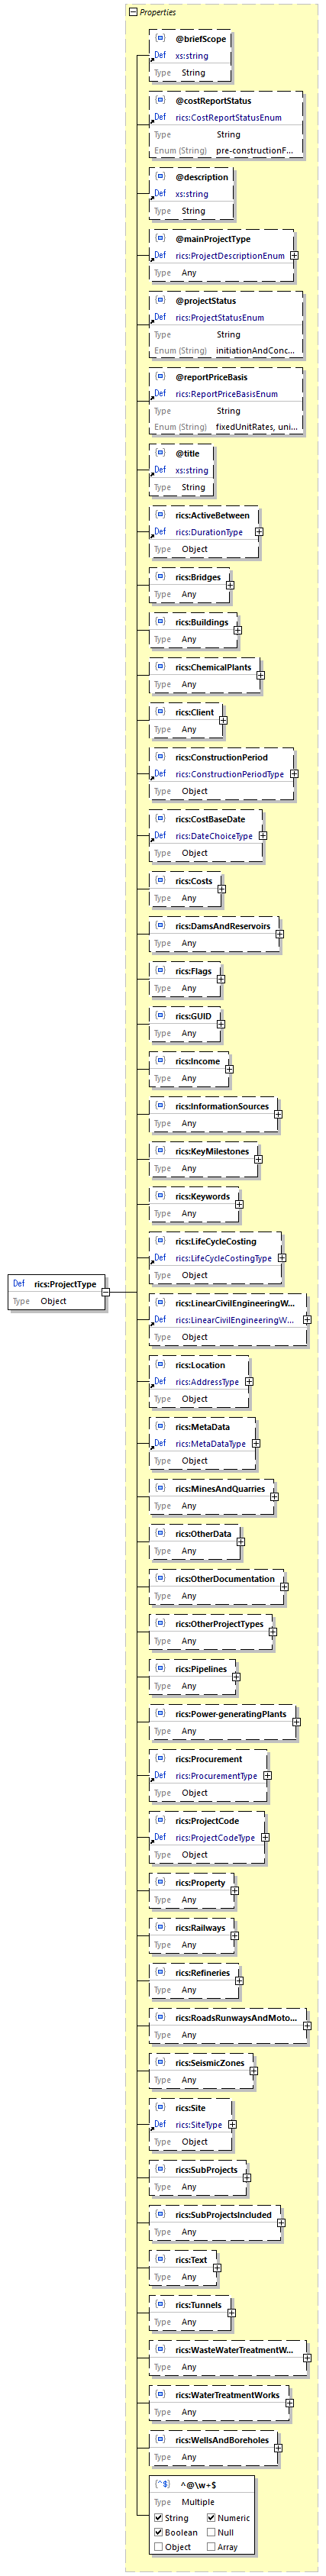 Properties
@briefScope
Def xs:string
Type String
@costReportStatus
Def rics:CostReportStatusEnum
Type String
Enum (String) pre-constructionF...
@description
Def xs:string
Type String
@mainProjectType
Def rics:ProjectDescriptionEnum
Type Any
@projectStatus
Def rics:ProjectStatusEnum
Type String
Enum (String) initiationAndConc...
@reportPriceBasis
Def rics:ReportPriceBasisEnum
Type String
Enum (String) fixedUnitRates, uni...
@title
Def xs:string
Type String
rics:ActiveBetween
Def rics:DurationType
Type Object
rics:Bridges
Type Any
rics:Buildings
Type Any
rics:ChemicalPlants
Type Any
rics:Client
Type Any
rics:ConstructionPeriod
Def rics:ConstructionPeriodType
Type Object
rics:CostBaseDate
Def rics:DateChoiceType
Type Object
rics:Costs
Type Any
rics:DamsAndReservoirs
Type Any
rics:Flags
Type Any
rics:GUID
Type Any
rics:Income
Type Any
rics:InformationSources
Type Any
rics:KeyMilestones
Type Any
rics:Keywords
Type Any
rics:LifeCycleCosting
Def rics:LifeCycleCostingType
Type Object
Def rics:ProjectType
Type Object
rics:LinearCivilEngineeringW...
Def rics:LinearCivilEngineeringW...
Type Object
rics:Location
Def rics:AddressType
Type Object
rics:MetaData
Def rics:MetaDataType
Type Object
rics:MinesAndQuarries
Type Any
rics:OtherData
Type Any
rics:OtherDocumentation
Type Any
rics:OtherProjectTypes
Type Any
rics:Pipelines
Type Any
rics:Power-generatingPlants
Type Any
rics:Procurement
Def rics:ProcurementType
Type Object
rics:ProjectCode
Def rics:ProjectCodeType
Type Object
rics:Property
Type Any
rics:Railways
Type Any
rics:Refineries
Type Any
rics:RoadsRunwaysAndMoto...
Type Any
rics:SeismicZones
Type Any
rics:Site
Def rics:SiteType
Type Object
rics:SubProjects
Type Any
rics:SubProjectsIncluded
Type Any
rics:Text
Type Any
rics:Tunnels
Type Any
rics:WasteWaterTreatmentW...
Type Any
rics:WaterTreatmentWorks
Type Any
rics:WellsAndBoreholes
Type Any
{^$} ^@\w+$
Type Multiple
String Numeric
Boolean Null
Object Array